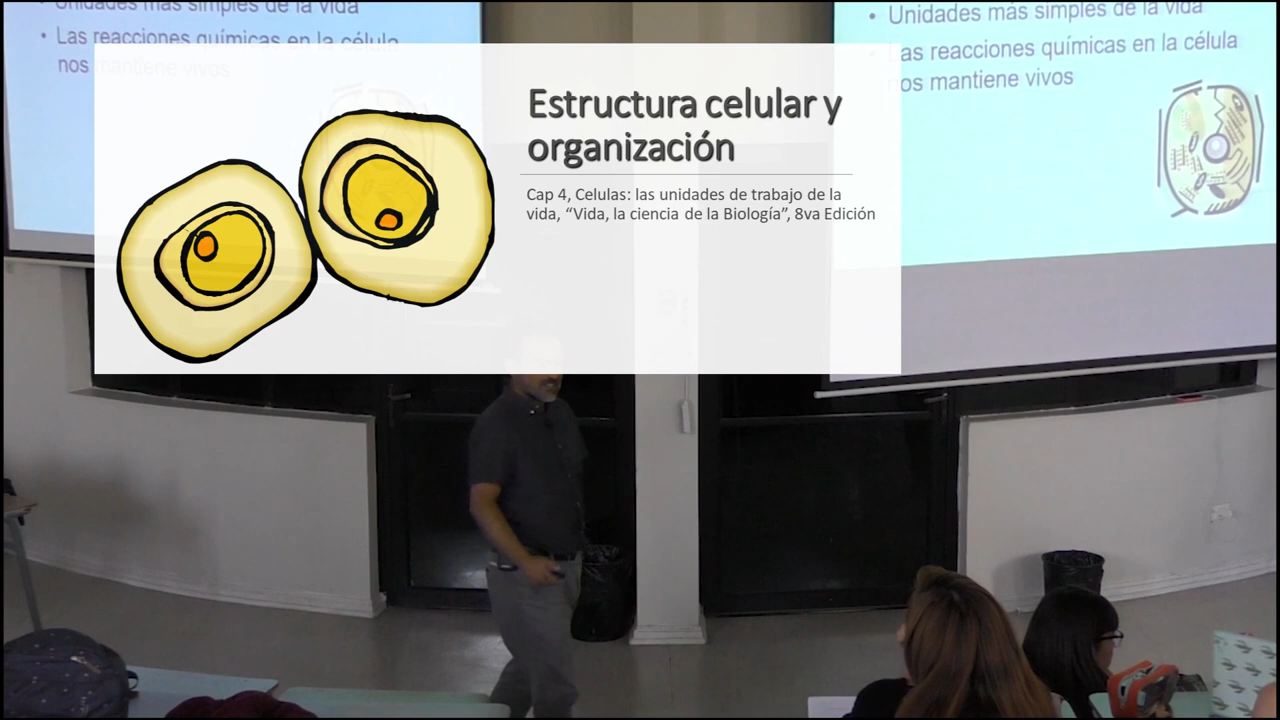 Unidades más simples de la vida
• Las reacciones químicas en la célula
nos mantiene vivos
Estructura celular y
organización
Cap 4, Celulas: las unidades de trabajo de la
vida, “Vida, la ciencia de la Biología”, 8va Edición
• Unidades más simples de la vida
Las reacciones químicas en la célula
nos mantiene vivos